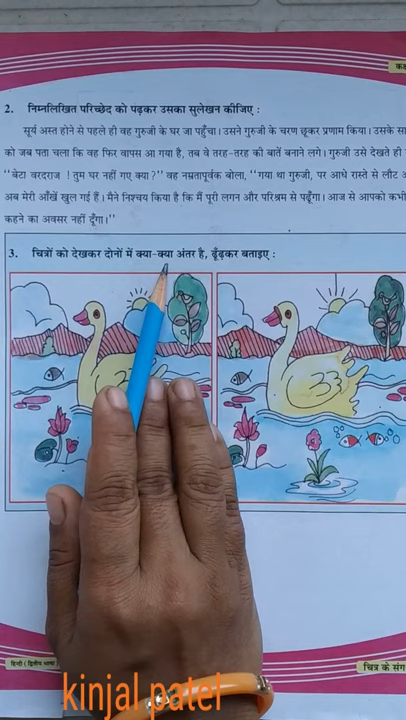 कक्
2. निम्नलिखित परिच्छेद को पढ़कर उसका सुलेखन कीजिए :
सूर्य अस्त होने से पहले ही वह गुरुजी के घर जा पहुँचा। उसने गुरुजी के चरण छूकर प्रणाम किया। उसके सा
को जब पता चला कि वह फिर वापस आ गया है, तब वे तरह-तरह की बातें बनाने लगे। गुरुजी उसे देखते ही
“बेटा वरदराज ! तुम घर नहीं गए क्या?” वह नम्रतापूर्वक बोला, “गया था गुरुजी, पर आधे रास्ते से लौट अ
अब मेरी आँखें खुल गई हैं। मैंने निश्चय किया है कि मैं पूरी लगन और परिश्रम से पढ़ूँगा। आज से आपको कभी
कहने का अवसर नहीं दूँगा।”
3. चित्रों को देखकर दोनों में क्या-क्या अंतर है, ढूँढ़कर बताइए :
हिन्दी (द्वितीय भाषा
चित्र के संग
kinjal patel